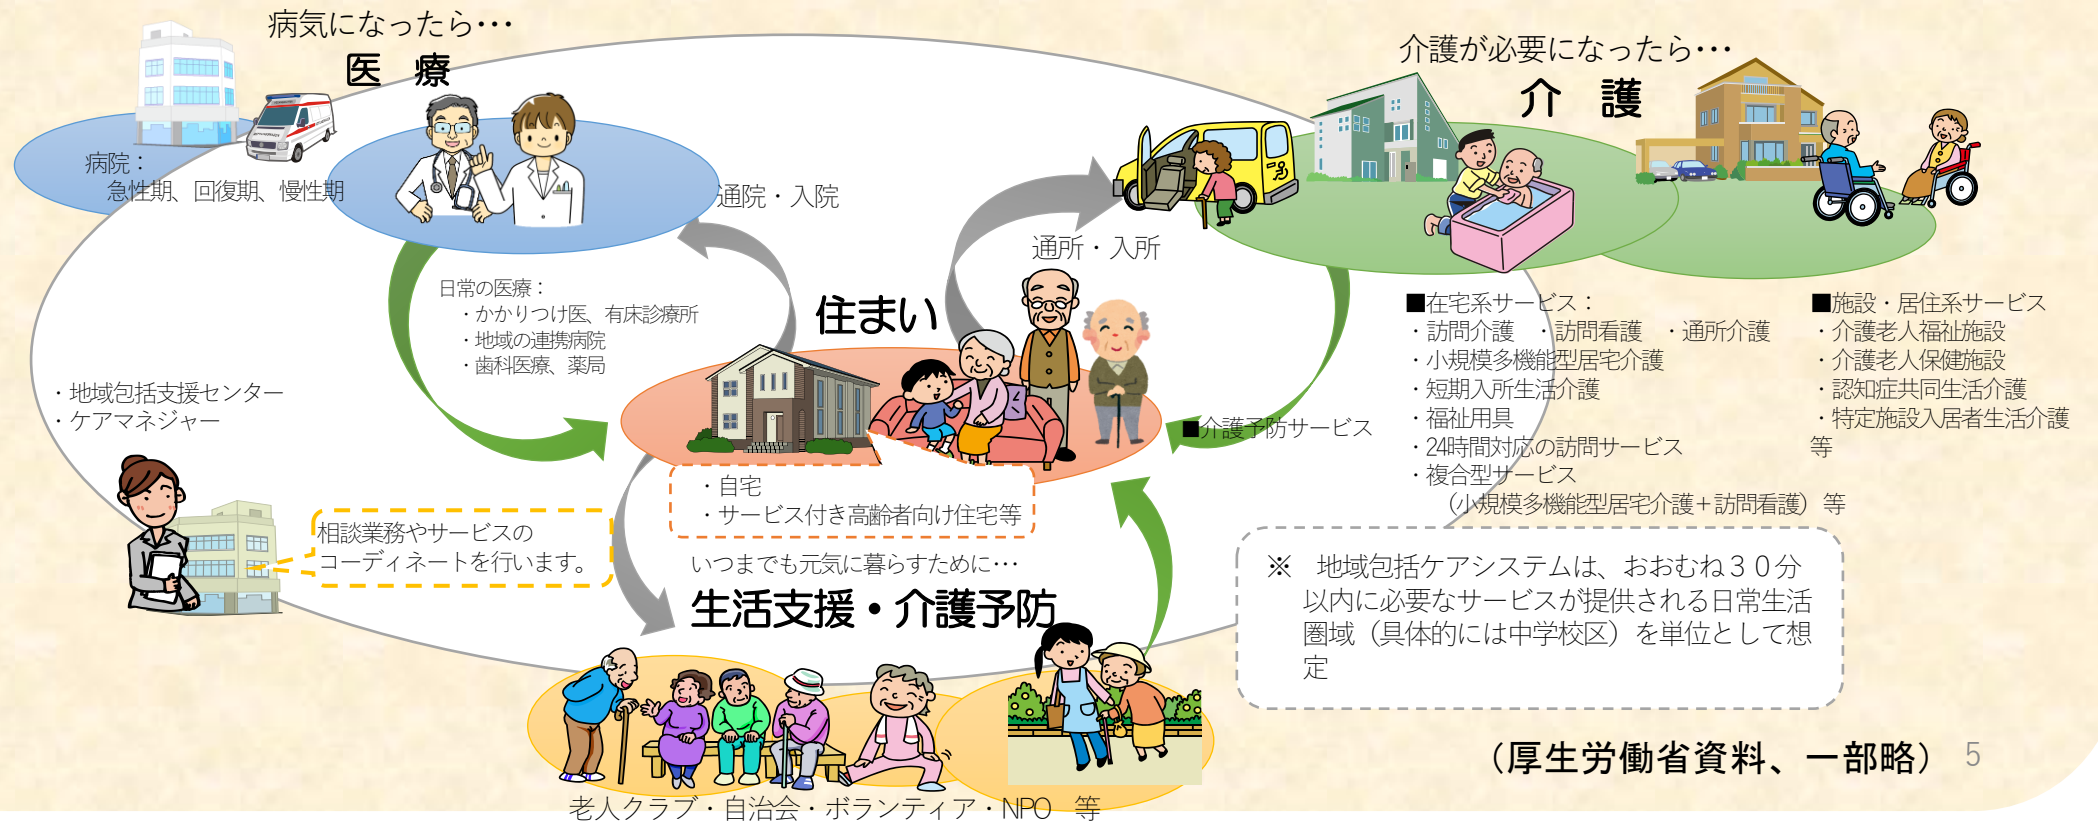 病気になったら･･･
医　療
病院：
急性期、回復期、慢性期
通院・入院
日常の医療：
・かかりつけ医、有床診療所
・地域の連携病院
・歯科医療、薬局
介護が必要になったら･･･
介　護
通所・入所
住まい
■在宅系サービス：
・訪問介護　・訪問看護　・通所介護
・小規模多機能型居宅介護
・短期入所生活介護
・福祉用具
・24時間対応の訪問サービス
・複合型サービス
（小規模多機能型居宅介護＋訪問看護）等
■施設・居住系サービス
・介護老人福祉施設
・介護老人保健施設
・認知症共同生活介護
・特定施設入居者生活介護
等
■介護予防サービス
・地域包括支援センター
・ケアマネジャー
相談業務やサービスの
コーディネートを行います。
・自宅
・サービス付き高齢者向け住宅等
いつまでも元気に暮らすために･･･
生活支援・介護予防
老人クラブ・自治会・ボランティア・NPO　等
※　地域包括ケアシステムは、おおむね３０分
以内に必要なサービスが提供される日常生活
圏域（具体的には中学校区）を単位として想
定
（厚生労働省資料、一部略）
5